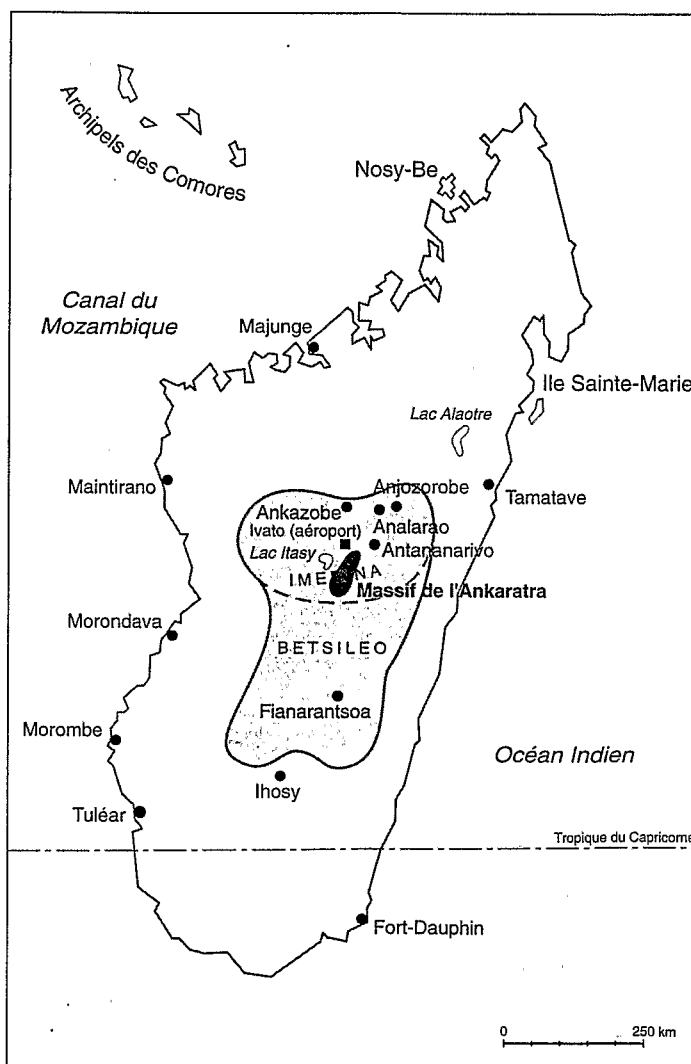 Archipels des Comores
Nosy-Be
Canal du
Mozambique
Majunge
Ile Sainte-Marie
Lac Alaotre
Maintirano
Anjozorobe
Tamatave
Ankazobe
Analarao
Ivato (aéroport)
Antananarivo
Lac Itasy
IMERINA
Massif de l'Ankaratra
Morondava
BETSILEO
Fianarantsoa
Morombe
Océan Indien
Ihosy
Tuléar
Tropique du Capricorne
Fort-Dauphin
0 250 km